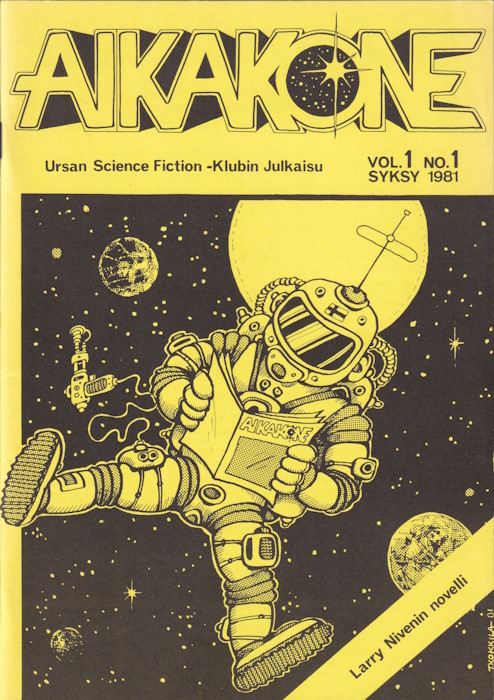 AIKAKONE
Ursan Science Fiction -Klubin Julkaisu
VOL.1 NO.1
SYKSY 1981
AIKAKONE
Larry Nivenin novelli